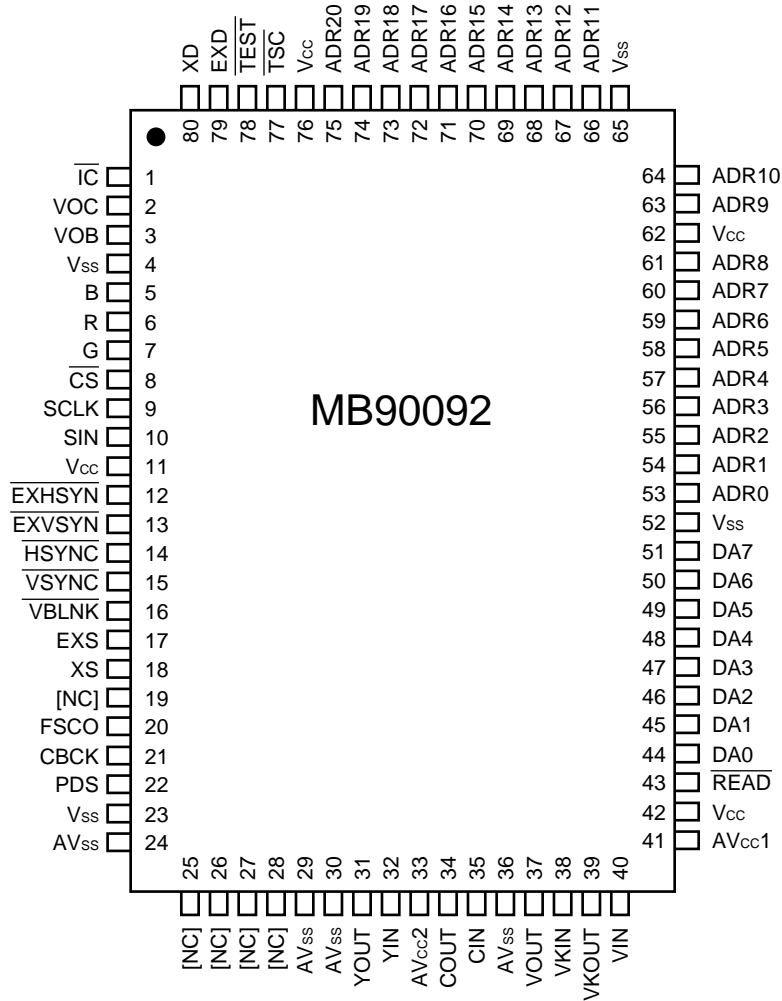 XD EXD TEST TSC Vcc ADR20 ADR19 ADR18 ADR17 ADR16 ADR15 ADR14 ADR13 ADR12 ADR11 Vss
80 79 78 77 76 75 74 73 72 71 70 69 68 67 66 65
IC 1 64 ADR10
VOC 2 63 ADR9
VOB 3 62 Vcc
Vss 4 61 ADR8
B 5 60 ADR7
R 6 59 ADR6
G 7 58 ADR5
CS 8 57 ADR4
SCLK 9 56 ADR3
MB90092
SIN 10 55 ADR2
Vcc 11 54 ADR1
EXHSYN 12 53 ADR0
EXVSYN 13 52 Vss
HSYNC 14 51 DA7
VSYNC 15 50 DA6
VBLNK 16 49 DA5
EXS 17 48 DA4
XS 18 47 DA3
[NC] 19 46 DA2
FSCO 20 45 DA1
CBCK 21 44 DA0
PDS 22 43 READ
Vss 23 42 Vcc
AVss 24 41 AVcc1
25 26 27 28 29 30 31 32 33 34 35 36 37 38 39 40
[NC] [NC] [NC] [NC] AVss AVss YOUT YIN AVcc2 COUT CIN AVss VOUT VKIN VKOUT VIN